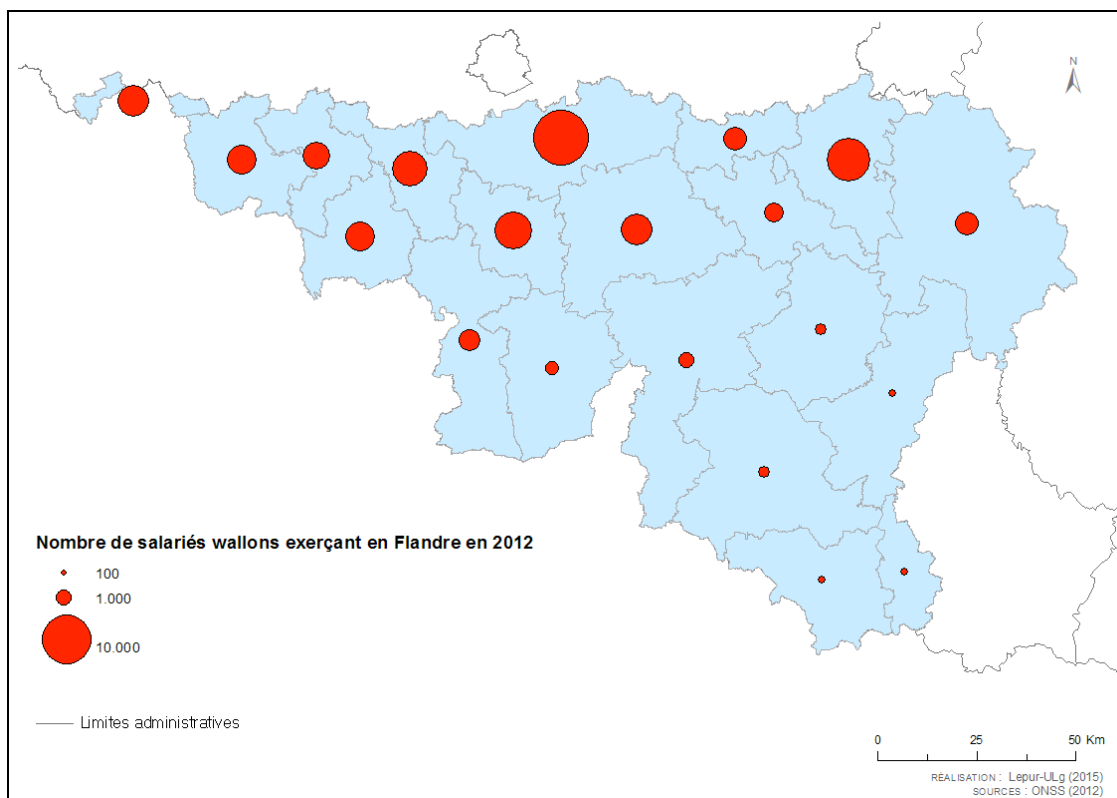 N
Nombre de salariés wallons exerçant en Flandre en 2012
100
1.000
10.000
Limites administratives
0 25 50 Km
RÉALISATION : Lepur-ULg (2015)
SOURCES : ONSS (2012)